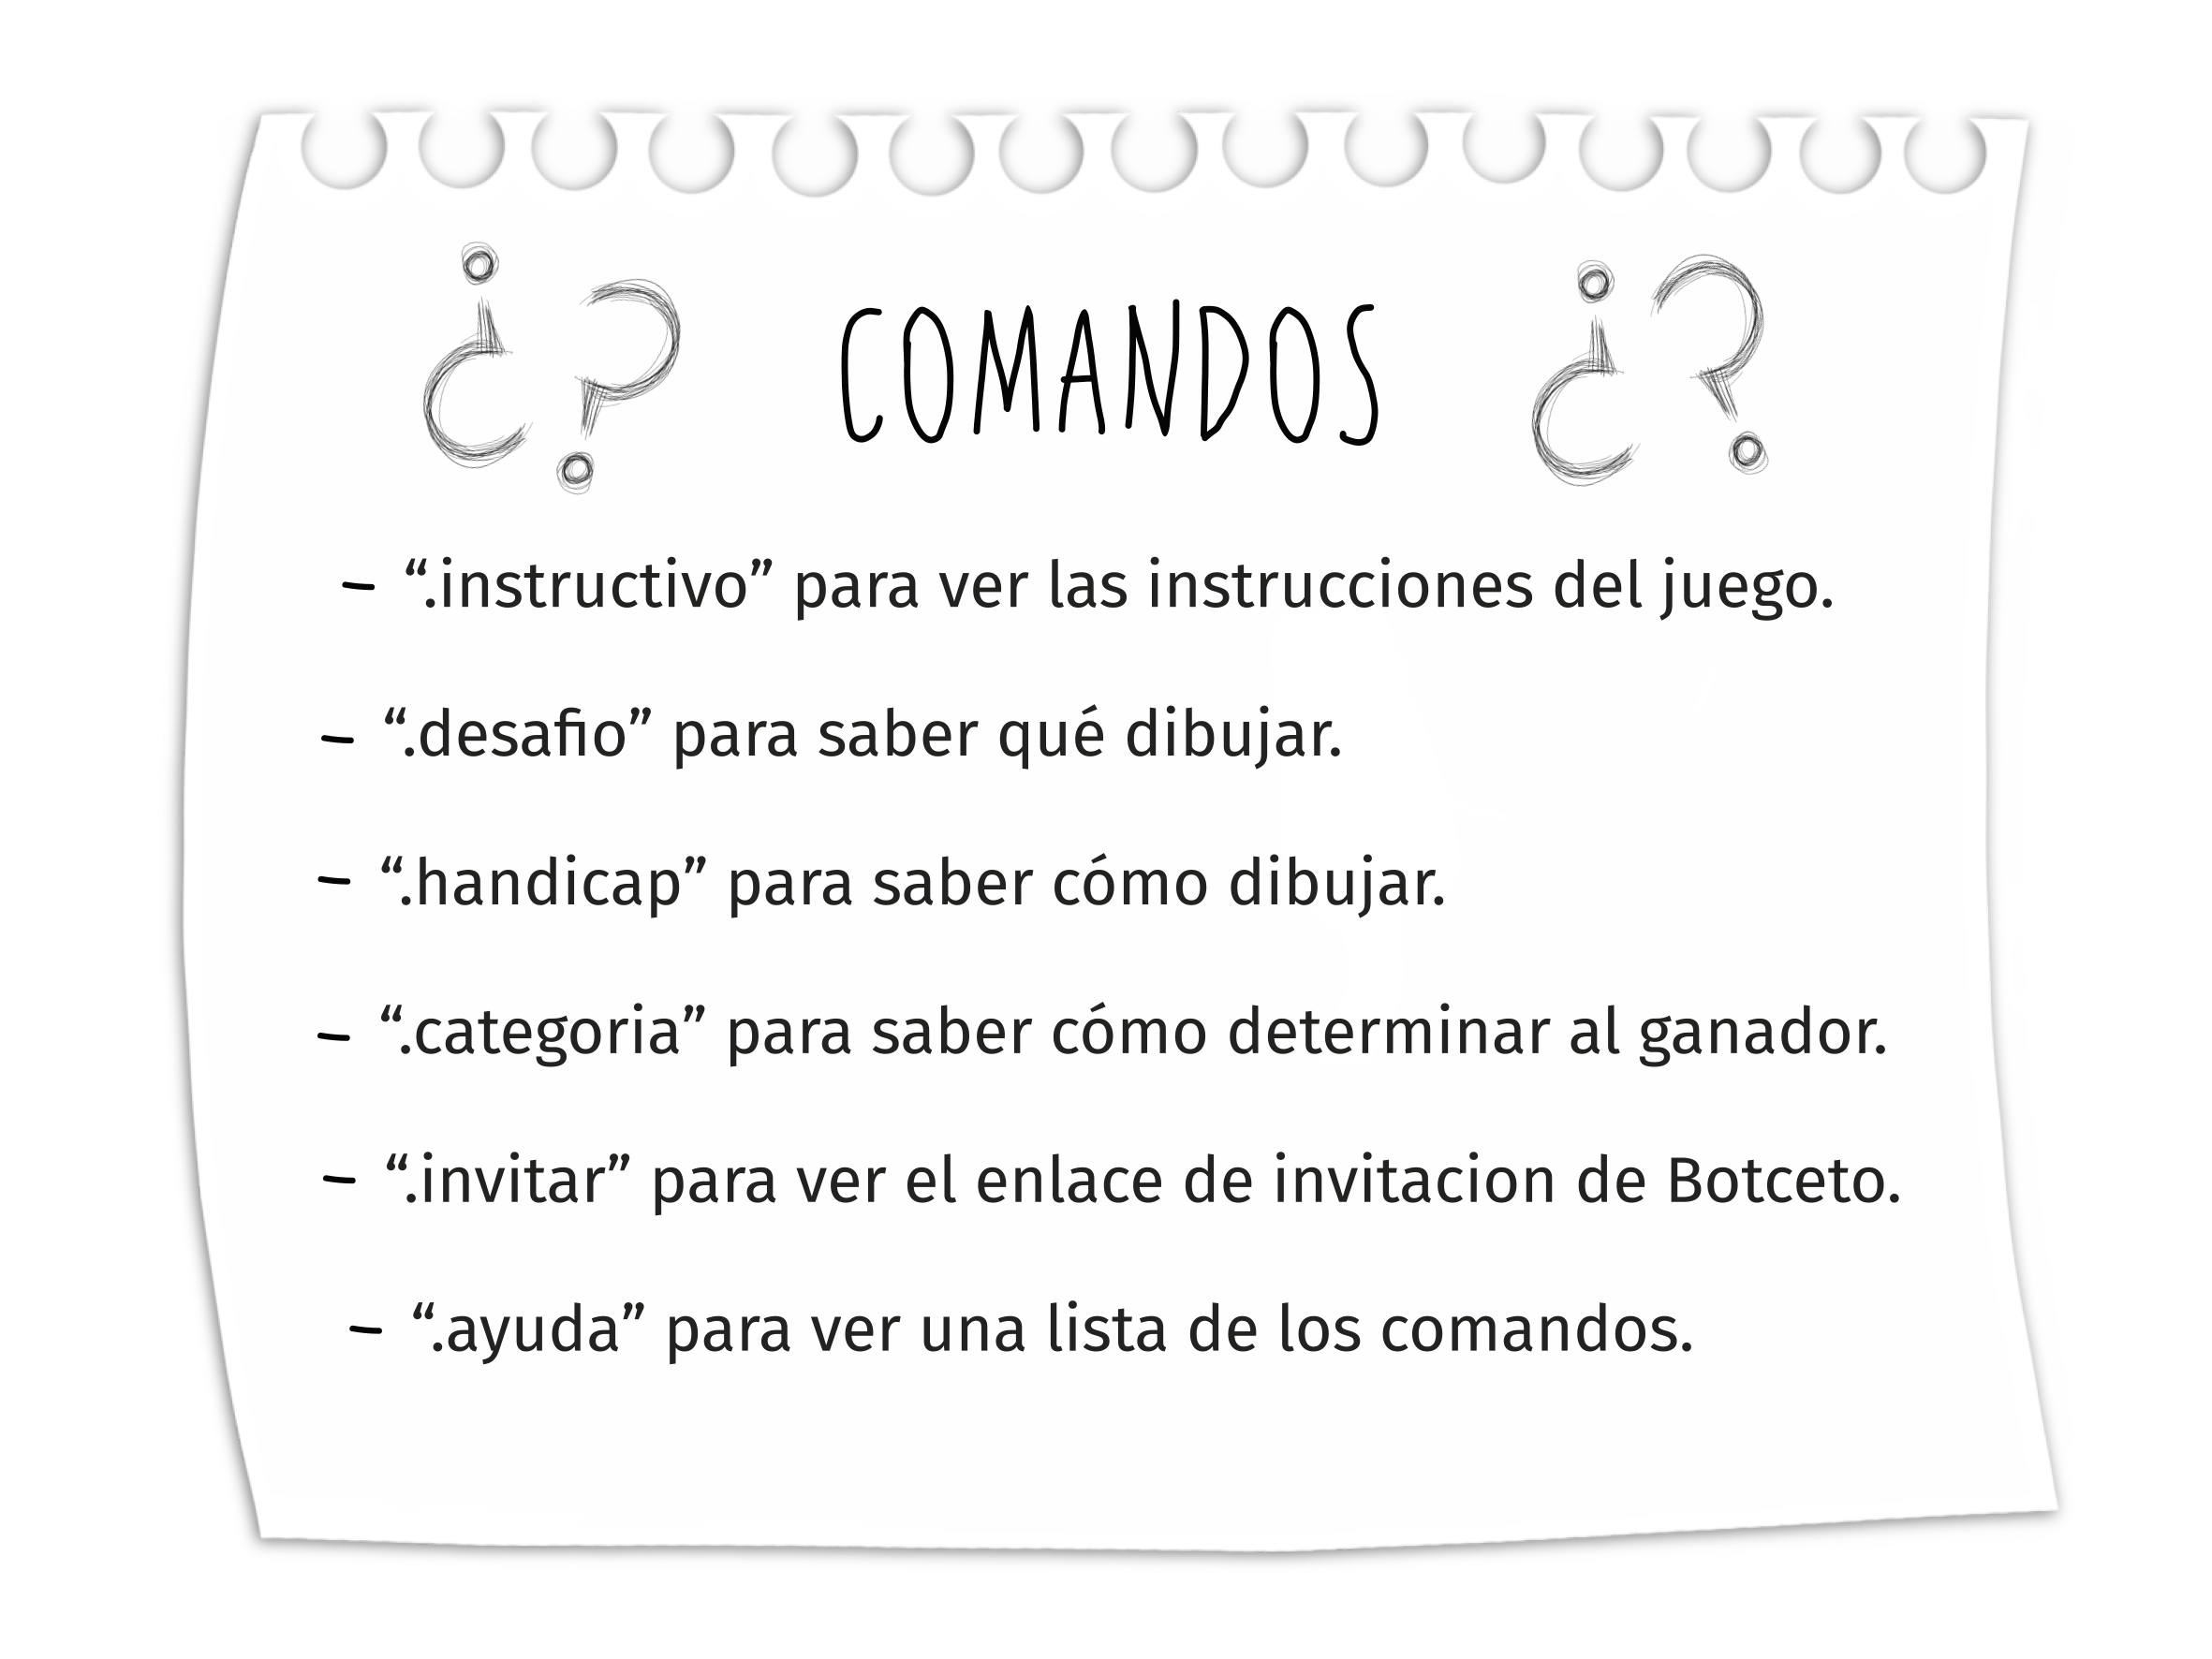 ¿? COMANDOS ¿?
– “.instructivo” para ver las instrucciones del juego.
– “.desafio” para saber qué dibujar.
– “.handicap” para saber cómo dibujar.
– “.categoria” para saber cómo determinar al ganador.
– “.invitar” para ver el enlace de invitacion de Botceto.
– “.ayuda” para ver una lista de los comandos.